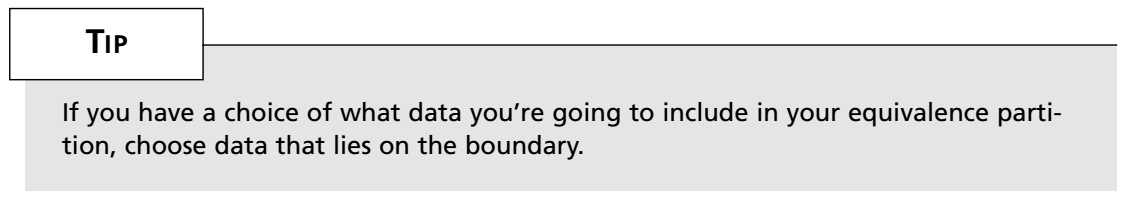 TIP
If you have a choice of what data you're going to include in your equivalence parti-
tion, choose data that lies on the boundary.